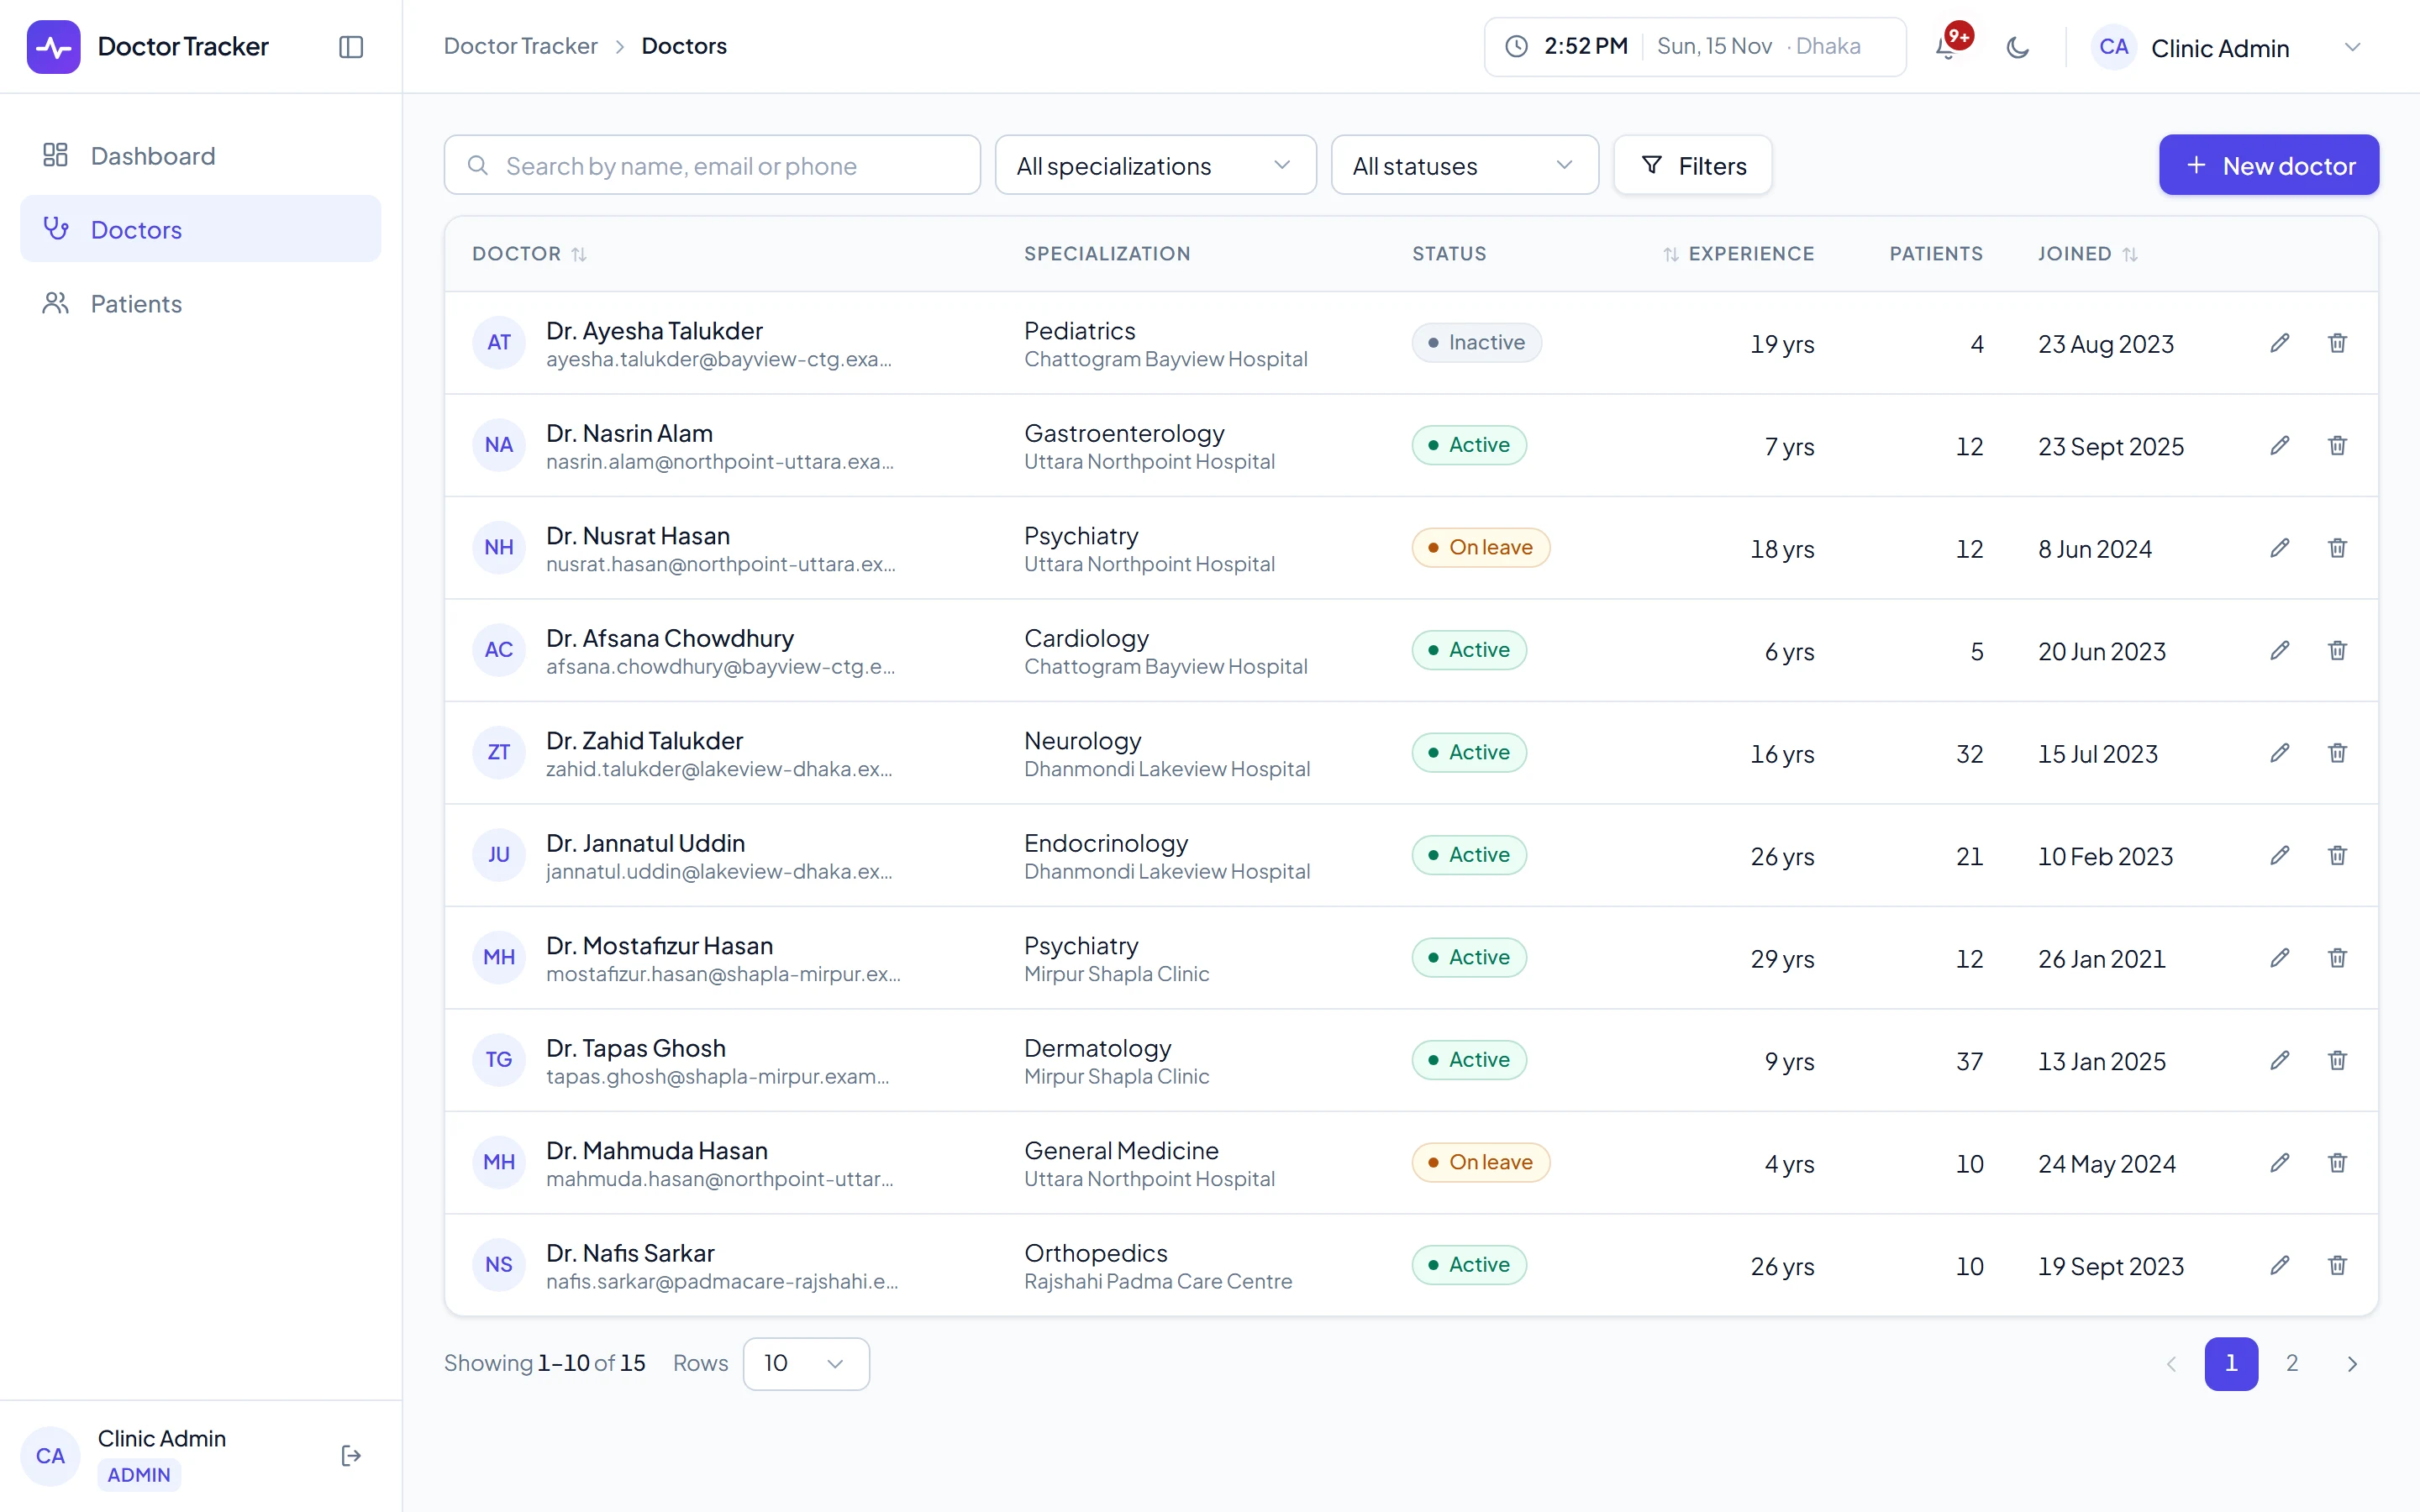 Doctor Tracker
Doctor Tracker > Doctors
2:52 PM Sun, 15 Nov · Dhaka
9+
CA Clinic Admin
Dashboard
Doctors
Patients
Search by name, email or phone
All specializations
All statuses
Filters
+ New doctor
DOCTOR SPECIALIZATION STATUS EXPERIENCE PATIENTS JOINED
AT Dr. Ayesha Talukder Pediatrics Inactive 19 yrs 4 23 Aug 2023
ayesha.talukder@bayview-ctg.exa... Chattogram Bayview Hospital
NA Dr. Nasrin Alam Gastroenterology Active 7 yrs 12 23 Sept 2025
nasrin.alam@northpoint-uttara.exa... Uttara Northpoint Hospital
NH Dr. Nusrat Hasan Psychiatry On leave 18 yrs 12 8 Jun 2024
nusrat.hasan@northpoint-uttara.ex... Uttara Northpoint Hospital
AC Dr. Afsana Chowdhury Cardiology Active 6 yrs 5 20 Jun 2023
afsana.chowdhury@bayview-ctg.e... Chattogram Bayview Hospital
ZT Dr. Zahid Talukder Neurology Active 16 yrs 32 15 Jul 2023
zahid.talukder@lakeview-dhaka.ex... Dhanmondi Lakeview Hospital
JU Dr. Jannatul Uddin Endocrinology Active 26 yrs 21 10 Feb 2023
jannatul.uddin@lakeview-dhaka.ex... Dhanmondi Lakeview Hospital
MH Dr. Mostafizur Hasan Psychiatry Active 29 yrs 12 26 Jan 2021
mostafizur.hasan@shapla-mirpur.ex... Mirpur Shapla Clinic
TG Dr. Tapas Ghosh Dermatology Active 9 yrs 37 13 Jan 2025
tapas.ghosh@shapla-mirpur.exam... Mirpur Shapla Clinic
MH Dr. Mahmuda Hasan General Medicine On leave 4 yrs 10 24 May 2024
mahmuda.hasan@northpoint-uttar... Uttara Northpoint Hospital
NS Dr. Nafis Sarkar Orthopedics Active 26 yrs 10 19 Sept 2023
nafis.sarkar@padmacare-rajshahi.e... Rajshahi Padma Care Centre
Showing 1–10 of 15 Rows 10
1 2
CA Clinic Admin
ADMIN